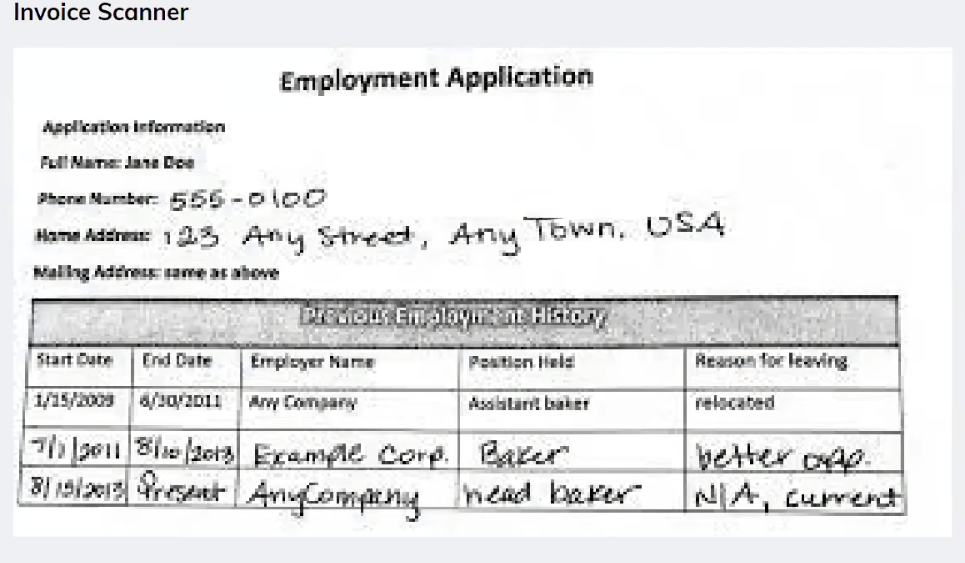 Invoice Scanner
Employment Application
Application Information
Full Name: Jane Doe
Phone Number: 555-0100
Home Address: 123 Any Street, Any Town. USA
Mailing Address: same as above
Previous Employment History
Start Date End Date Employer Name Position Held Reason for leaving
1/15/2009 6/30/2011 Any Company Assistant baker relocated
7/1/2011 8/10/2013 Example Corp. Baker better opp.
8/15/2013 Present AnyCompany head baker N/A, current